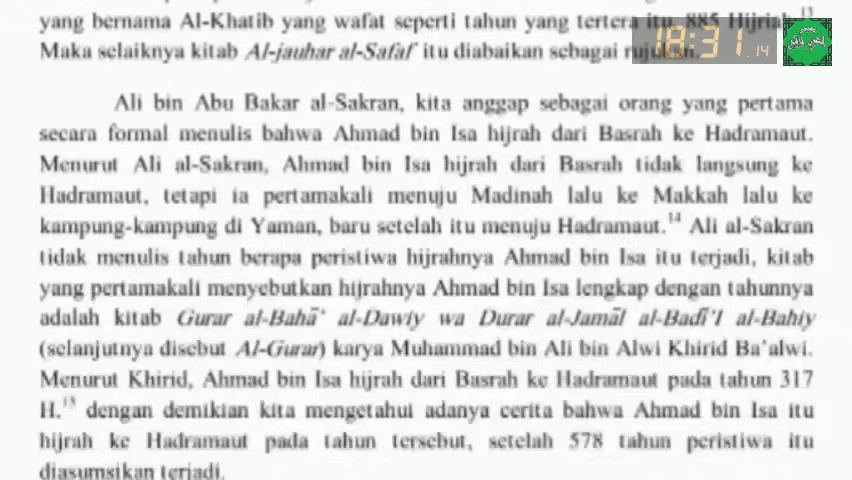 yang bernama Al-Khatib yang wafat seperti tahun yang tertera itu, 885 Hijriah.13
Maka selaiknya kitab Al-jauhar al-Safaf itu diabaikan sebagai rujukan.
18:31.14
Ali bin Abu Bakar al-Sakran, kita anggap sebagai orang yang pertama
secara formal menulis bahwa Ahmad bin Isa hijrah dari Basrah ke Hadramaut.
Menurut Ali al-Sakran, Ahmad bin Isa hijrah dari Basrah tidak langsung ke
Hadramaut, tetapi ia pertamakali menuju Madinah lalu ke Makkah lalu ke
kampung-kampung di Yaman, baru setelah itu menuju Hadramaut.14 Ali al-Sakran
tidak menulis tahun berapa peristiwa hijrahnya Ahmad bin Isa itu terjadi, kitab
yang pertamakali menyebutkan hijrahnya Ahmad bin Isa lengkap dengan tahunnya
adalah kitab Gurar al-Bahā' al-Dawiy wa Durar al-Jamāl al-Badī'I al-Bahiy
(selanjutnya disebut Al-Gurar) karya Muhammad bin Ali bin Alwi Khirid Ba'alwi.
Menurut Khirid, Ahmad bin Isa hijrah dari Basrah ke Hadramaut pada tahun 317
H.15 dengan demikian kita mengetahui adanya cerita bahwa Ahmad bin Isa itu
hijrah ke Hadramaut pada tahun tersebut, setelah 578 tahun peristiwa itu
diasumsikan terjadi.